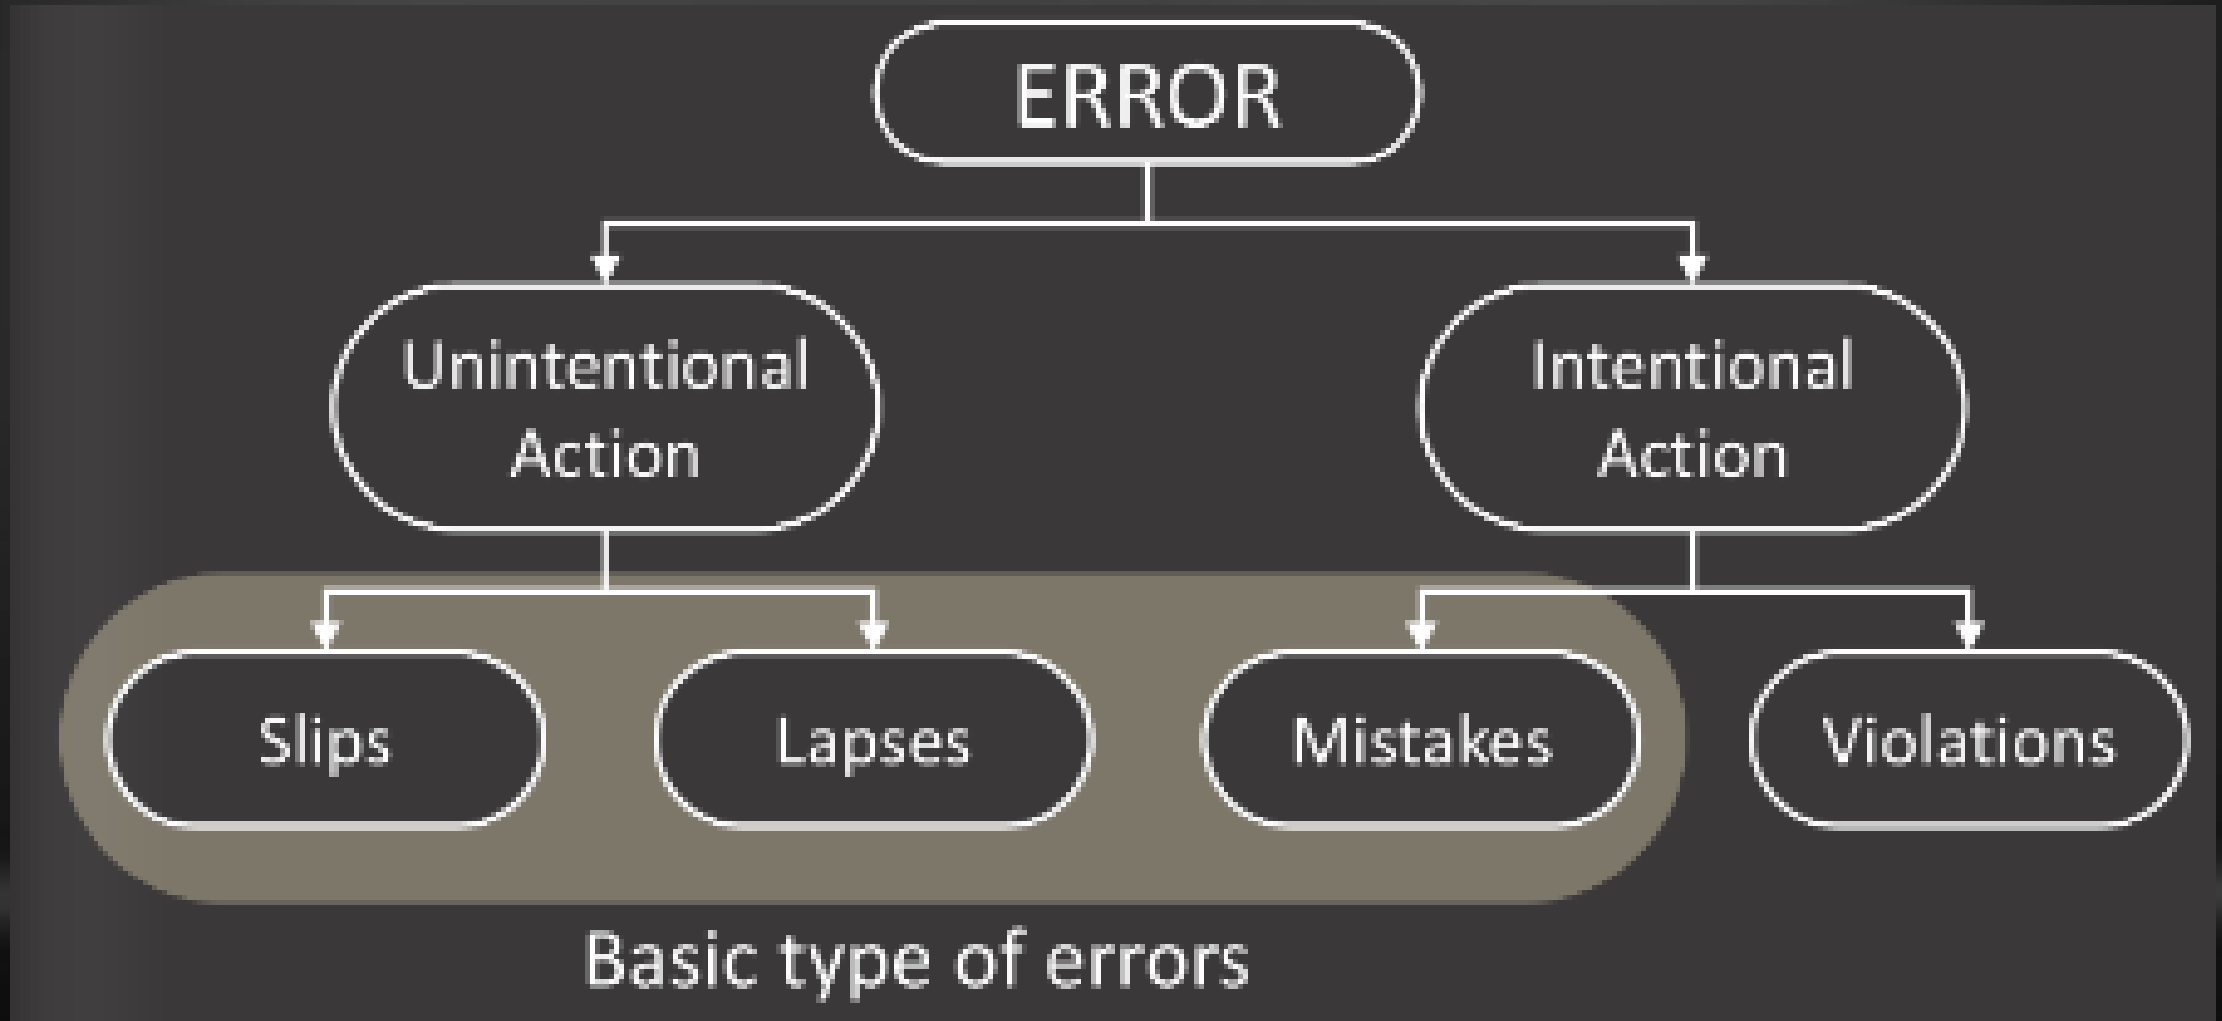 ERROR
Unintentional
Action
Intentional
Action
Slips
Lapses
Mistakes
Violations
Basic type of errors